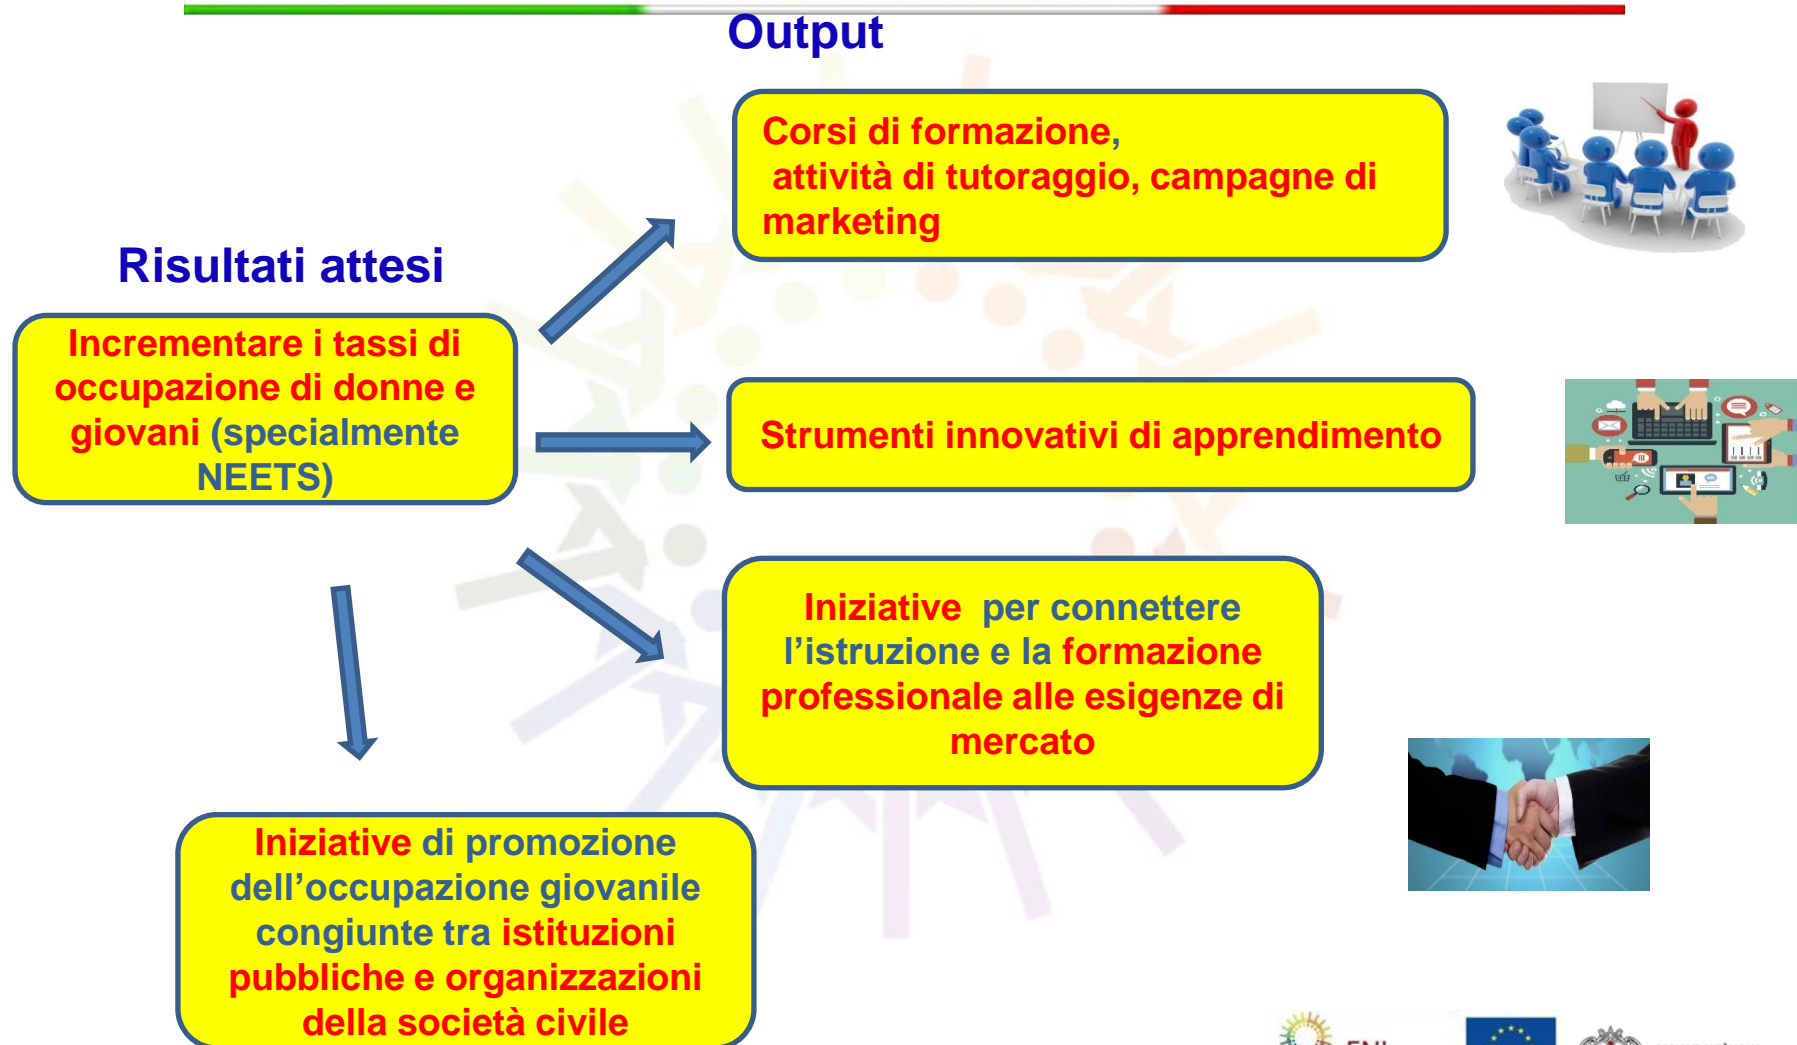 Output
Corsi di formazione,
attività di tutoraggio, campagne di
marketing
Risultati attesi
Incrementare i tassi di
occupazione di donne e
giovani (specialmente
NEETS)
Strumenti innovativi di apprendimento
Iniziative per connettere
l’istruzione e la formazione
professionale alle esigenze di
mercato
Iniziative di promozione
dell’occupazione giovanile
congiunte tra istituzioni
pubbliche e organizzazioni
della società civile